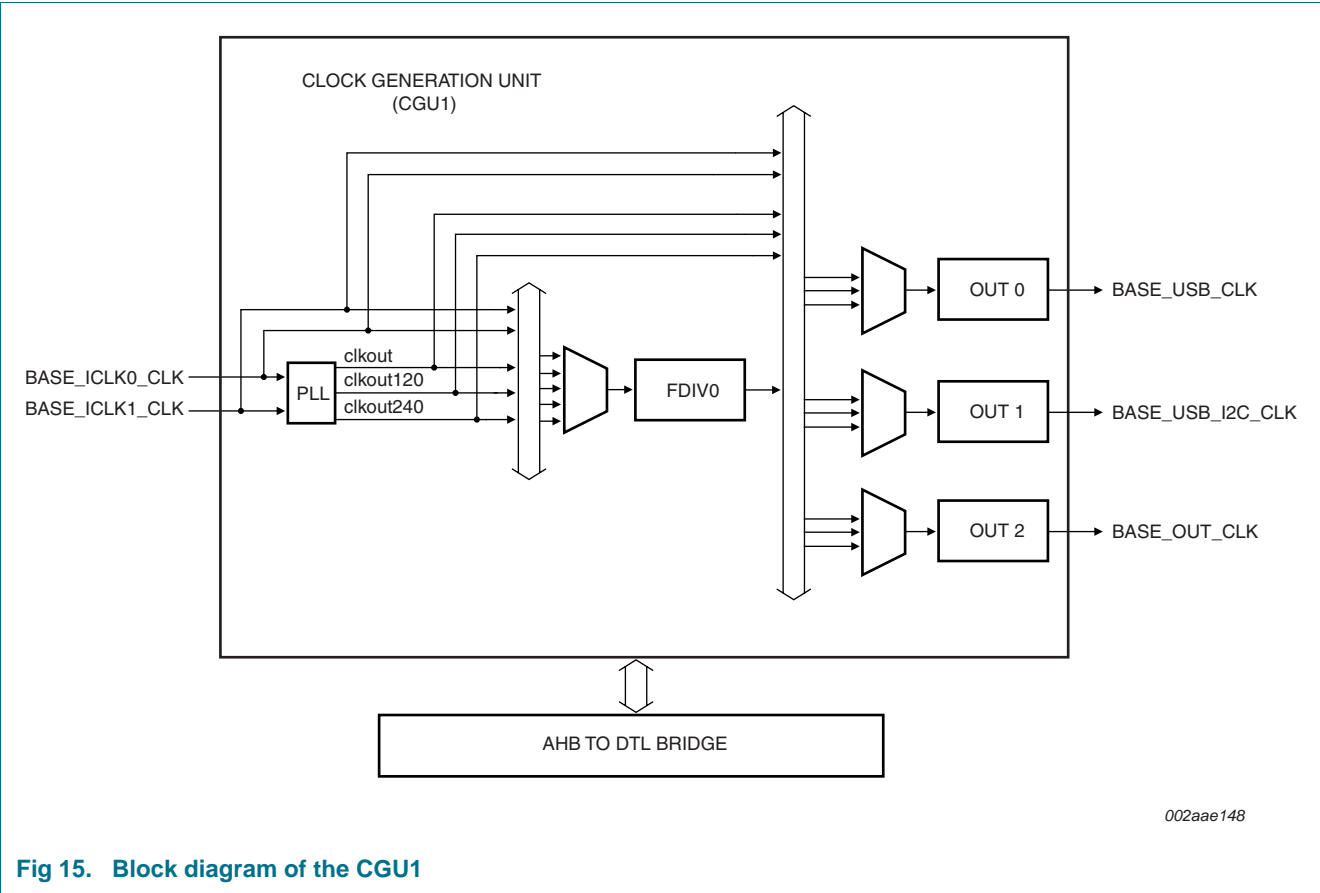 CLOCK GENERATION UNIT
(CGU1)
BASE_ICLK0_CLK
BASE_ICLK1_CLK
PLL
clkout
clkout120
clkout240
FDIV0
OUT 0
BASE_USB_CLK
OUT 1
BASE_USB_I2C_CLK
OUT 2
BASE_OUT_CLK
AHB TO DTL BRIDGE
002aae148
Fig 15. Block diagram of the CGU1